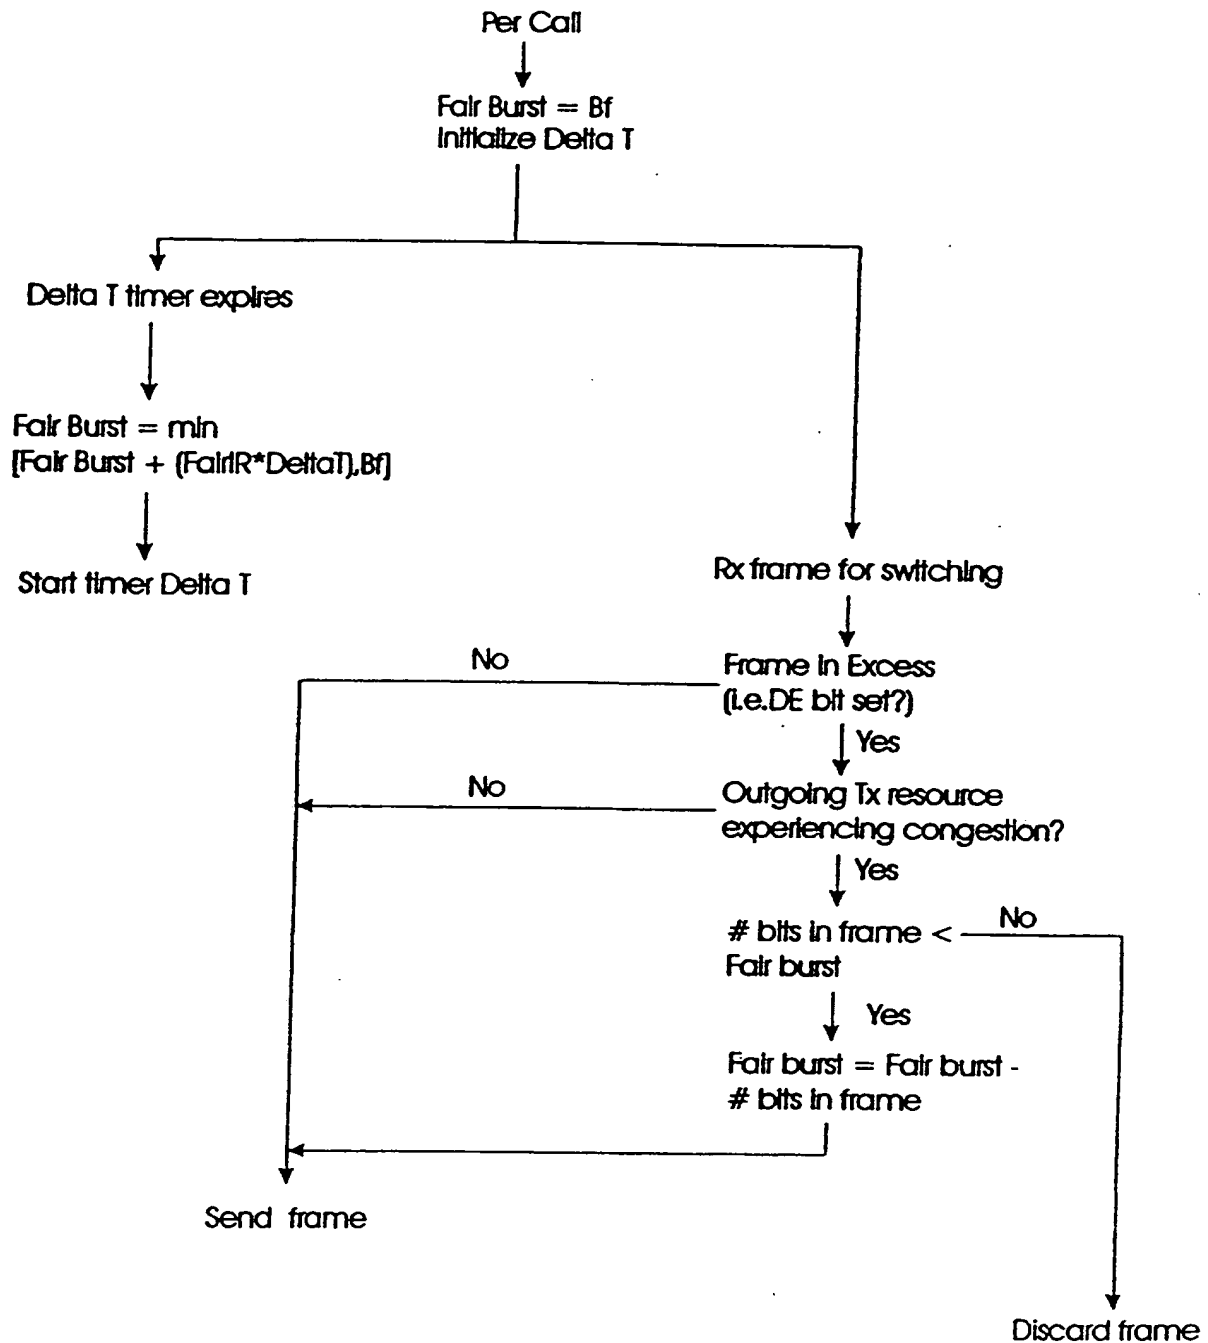 Per Call
Fair Burst = Bf
Initialize Delta T
Delta T timer expires
Fair Burst = min
[Fair Burst + (FairIR*DeltaT),Bf]
Start timer Delta T
Rx frame for switching
Frame in Excess
(i.e.DE bit set?)
No
Yes
Outgoing Tx resource
experiencing congestion?
No
Yes
# bits in frame <
Fair burst
No
Yes
Fair burst = Fair burst -
# bits in frame
Send frame
Discard frame